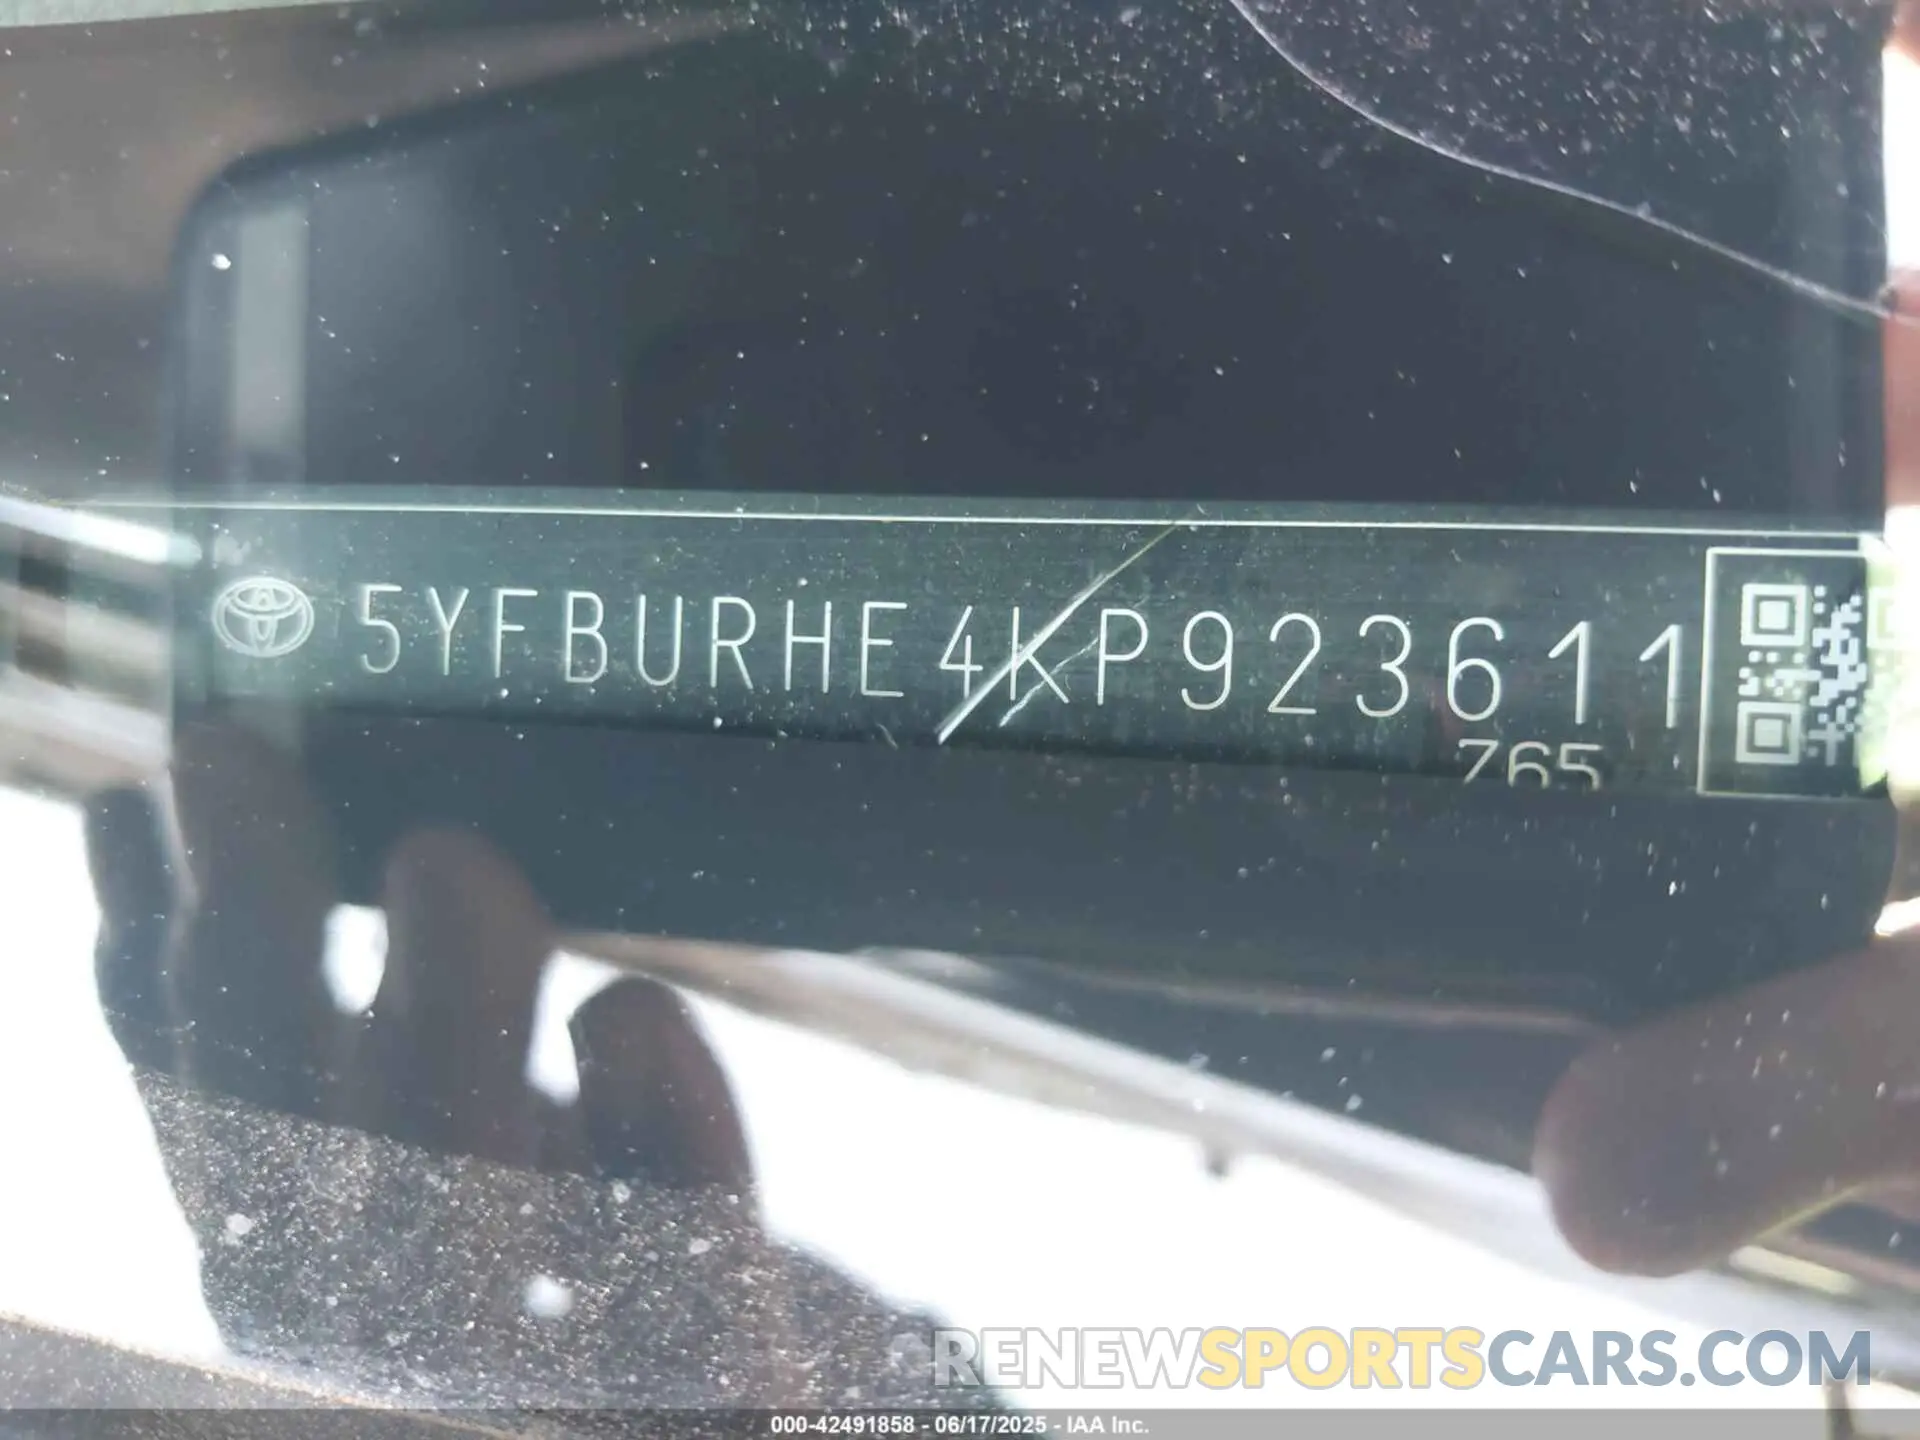 5YFBURHE4KP923611
765
RENEWSPORTSCARS.COM
000-42491858 - 06/17/2025 - IAA Inc.